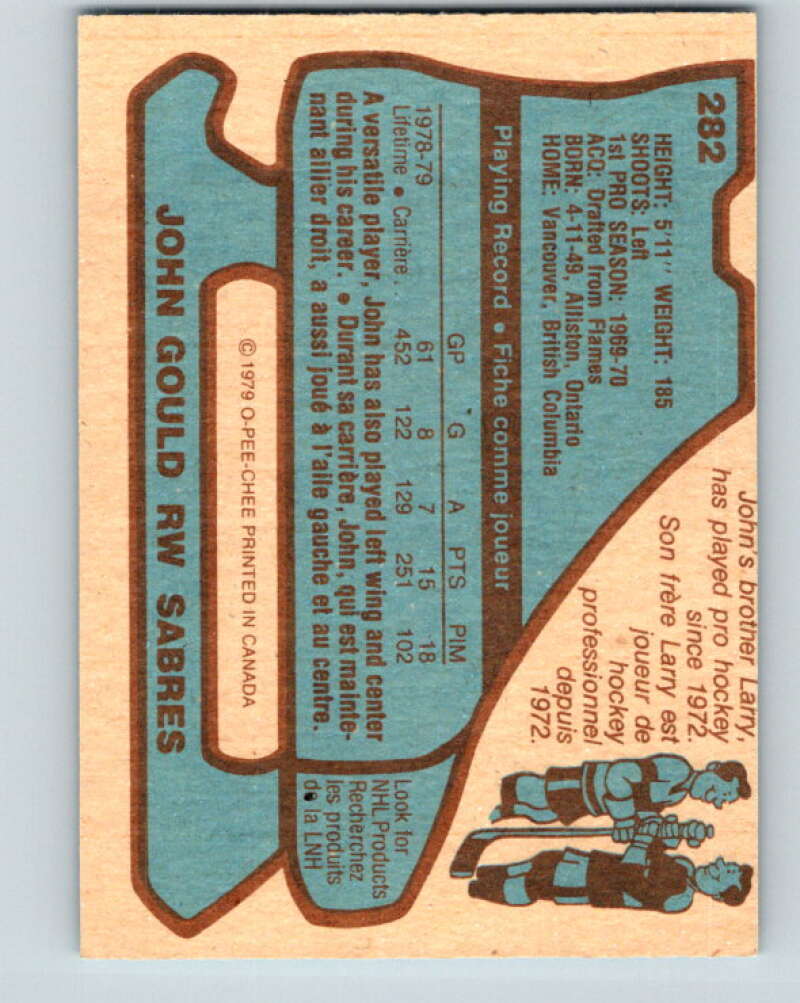 282
HEIGHT: 5'11" WEIGHT: 185
SHOOTS: Left
1st PRO SEASON: 1969-70
ACQ: Drafted from Flames
BORN: 4-11-49, Alliston, Ontario
HOME: Vancouver, British Columbia
John's brother Larry,
has played pro hockey
since 1972.
Son frère Larry est
joueur de
hockey
professionnel
depuis
1972.
Playing Record • Fiche comme joueur
GP G A PTS PIM
1978-79 61 8 7 15 18
Lifetime • Carrière . . 452 122 129 251 102
A versatile player, John has also played left wing and center
during his career. • Durant sa carrière, John, qui est mainte-
nant ailier droit, a aussi joué à l'aile gauche et au centre.
Look for
NHL Products
Recherchez
les produits
de la LNH
© 1979 O-PEE-CHEE PRINTED IN CANADA
JOHN GOULD RW SABRES